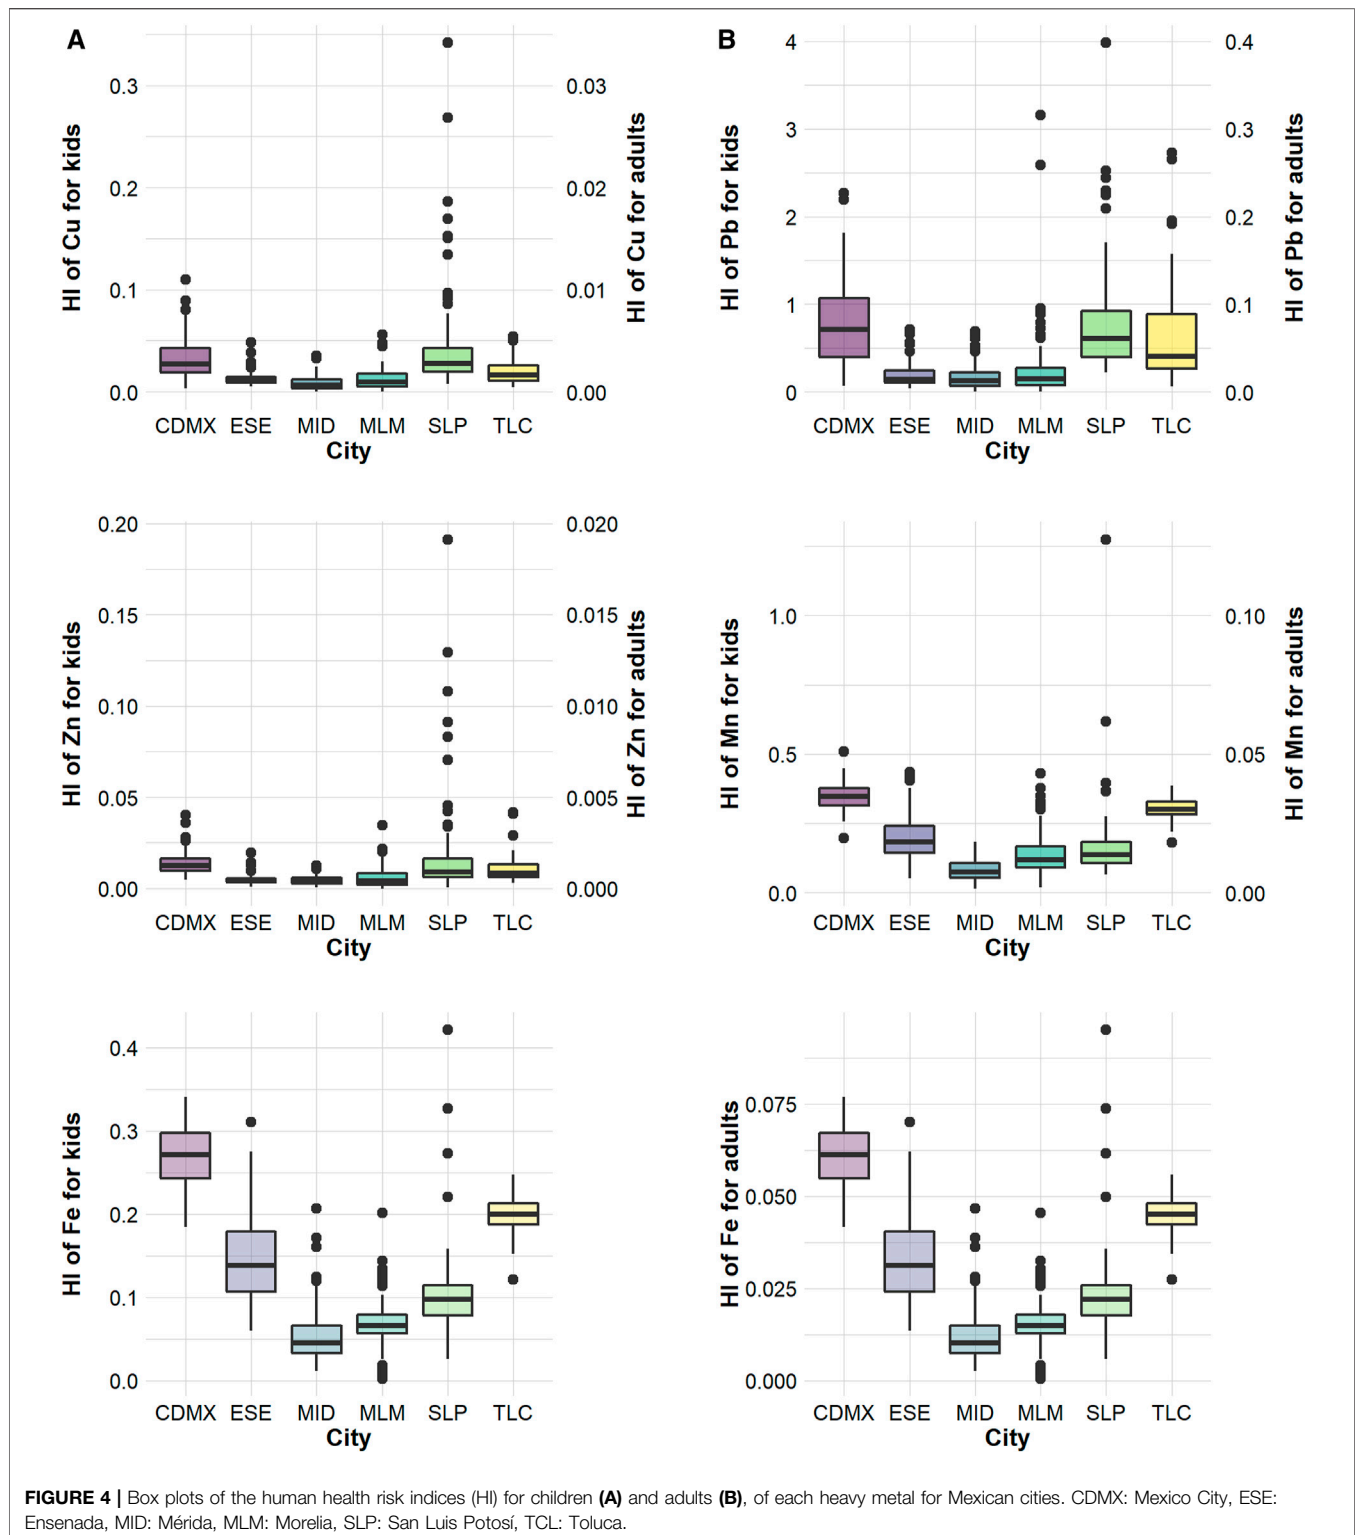 A
0.3
0.2
0.1
0.0
HI of Cu for kids
0.03
0.02
0.01
0.00
HI of Cu for adults
CDMX ESE MID MLM SLP TLC
City
B
4
3
2
1
0
HI of Pb for kids
0.4
0.3
0.2
0.1
0.0
HI of Pb for adults
CDMX ESE MID MLM SLP TLC
City
0.20
0.15
0.10
0.05
0.00
HI of Zn for kids
0.020
0.015
0.010
0.005
0.000
HI of Zn for adults
CDMX ESE MID MLM SLP TLC
City
1.0
0.5
0.0
HI of Mn for kids
0.10
0.05
0.00
HI of Mn for adults
CDMX ESE MID MLM SLP TLC
City
0.4
0.3
0.2
0.1
0.0
HI of Fe for kids
CDMX ESE MID MLM SLP TLC
City
0.075
0.050
0.025
0.000
HI of Fe for adults
CDMX ESE MID MLM SLP TLC
City
FIGURE 4 | Box plots of the human health risk indices (HI) for children (A) and adults (B), of each heavy metal for Mexican cities. CDMX: Mexico City, ESE:
Ensenada, MID: Mérida, MLM: Morelia, SLP: San Luis Potosí, TCL: Toluca.